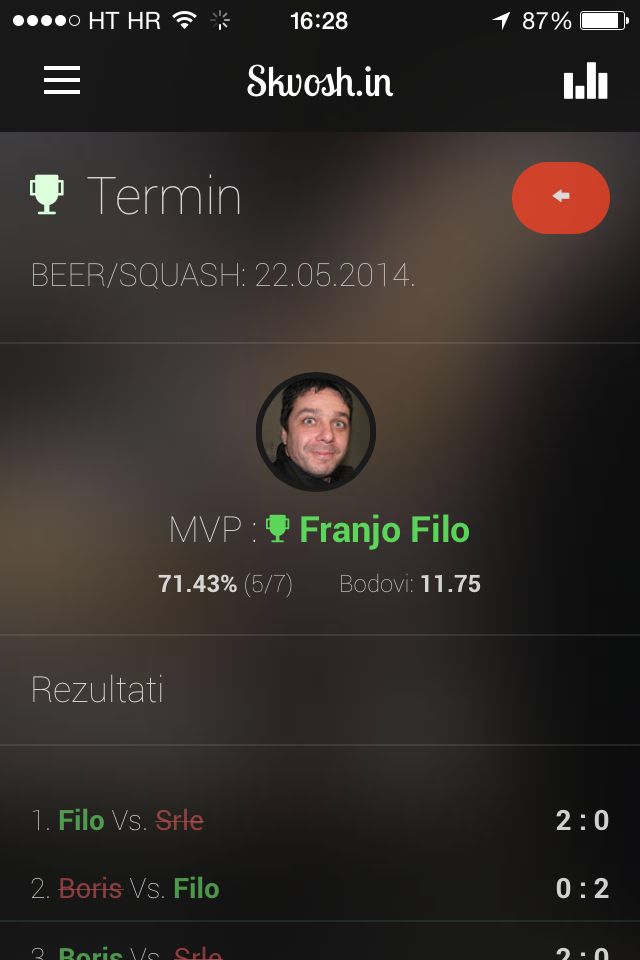 HT HR 16:28 87%
Skvosh.in
Termin
BEER/SQUASH: 22.05.2014.
MVP : Franjo Filo
71.43% (5/7) Bodovi: 11.75
Rezultati
1. Filo Vs. Srle 2 : 0
2. Boris Vs. Filo 0 : 2
3. Boris Vs. Srle 2 : 0